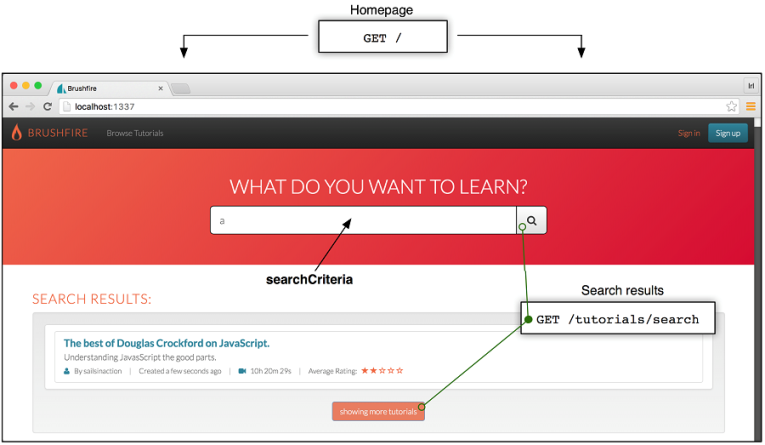 Homepage
GET /
Brushfire
localhost:1337
BRUSHFIRE Browse Tutorials Sign in Sign up
WHAT DO YOU WANT TO LEARN?
a
searchCriteria
Search results
SEARCH RESULTS:
GET /tutorials/search
The best of Douglas Crockford on JavaScript.
Understanding JavaScript the good parts.
By sailsinaction | Created a few seconds ago | 10h 20m 29s | Average Rating:
showing more tutorials